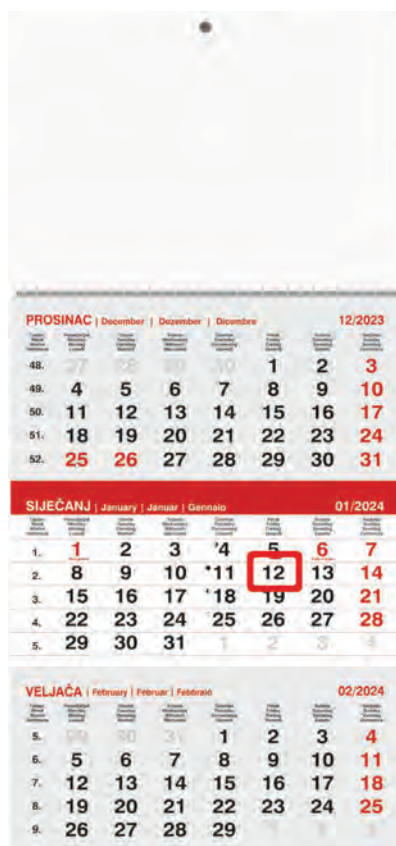 PROSINAC | December | Dezember | Dicembre 12/2023
48. 27 28 29 30 1 2 3
49. 4 5 6 7 8 9 10
50. 11 12 13 14 15 16 17
51. 18 19 20 21 22 23 24
52. 25 26 27 28 29 30 31
SIJEČANJ | January | Januar | Gennaio 01/2024
1. 1 2 3 4 5 6 7
2. 8 9 10 11 12 13 14
3. 15 16 17 18 19 20 21
4. 22 23 24 25 26 27 28
5. 29 30 31 1 2 3 4
VELJAČA | February | Februar | Febbraio 02/2024
5. 29 30 31 1 2 3 4
6. 5 6 7 8 9 10 11
7. 12 13 14 15 16 17 18
8. 19 20 21 22 23 24 25
9. 26 27 28 29 1 2 3